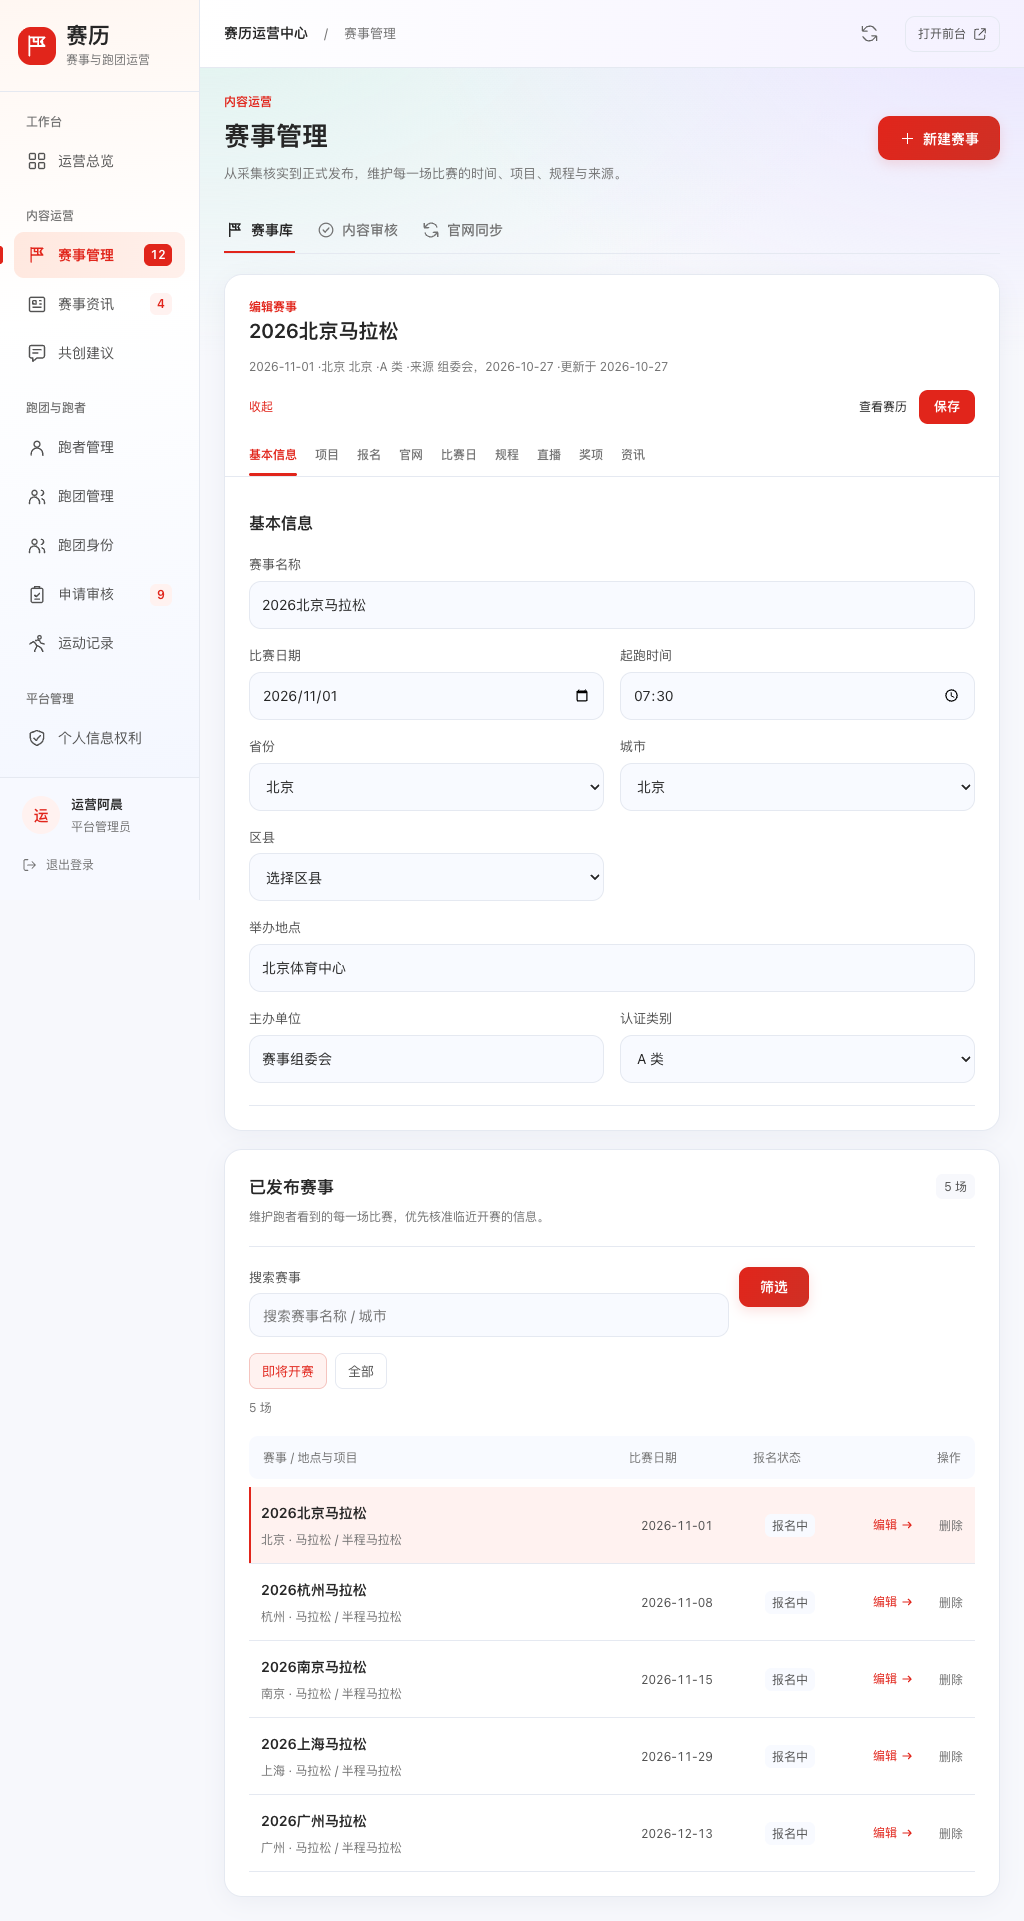 赛历
赛事与跑团运营
工作台
运营总览
内容运营
赛事管理 12
赛事资讯 4
共创建议
跑团与跑者
跑者管理
跑团管理
跑团身份
申请审核 9
运动记录
平台管理
个人信息权利
运 运营阿晨
平台管理员
退出登录
赛历运营中心 / 赛事管理
打开前台
内容运营
赛事管理
从采集核实到正式发布，维护每一场比赛的时间、项目、规程与来源。
新建赛事
赛事库 内容审核 官网同步
编辑赛事
2026北京马拉松
2026-11-01 ·北京 北京 ·A 类 ·来源 组委会，2026-10-27 ·更新于 2026-10-27
收起 查看赛历 保存
基本信息 项目 报名 官网 比赛日 规程 直播 奖项 资讯
基本信息
赛事名称
2026北京马拉松
比赛日期 起跑时间
2026/11/01 07:30
省份 城市
北京 北京
区县
选择区县
举办地点
北京体育中心
主办单位 认证类别
赛事组委会 A 类
已发布赛事 5 场
维护跑者看到的每一场比赛，优先核准临近开赛的信息。
搜索赛事
搜索赛事名称 / 城市 筛选
即将开赛 全部
5 场
赛事 / 地点与项目 比赛日期 报名状态 操作
2026北京马拉松
北京 · 马拉松 / 半程马拉松 2026-11-01 报名中 编辑 → 删除
2026杭州马拉松
杭州 · 马拉松 / 半程马拉松 2026-11-08 报名中 编辑 → 删除
2026南京马拉松
南京 · 马拉松 / 半程马拉松 2026-11-15 报名中 编辑 → 删除
2026上海马拉松
上海 · 马拉松 / 半程马拉松 2026-11-29 报名中 编辑 → 删除
2026广州马拉松
广州 · 马拉松 / 半程马拉松 2026-12-13 报名中 编辑 → 删除